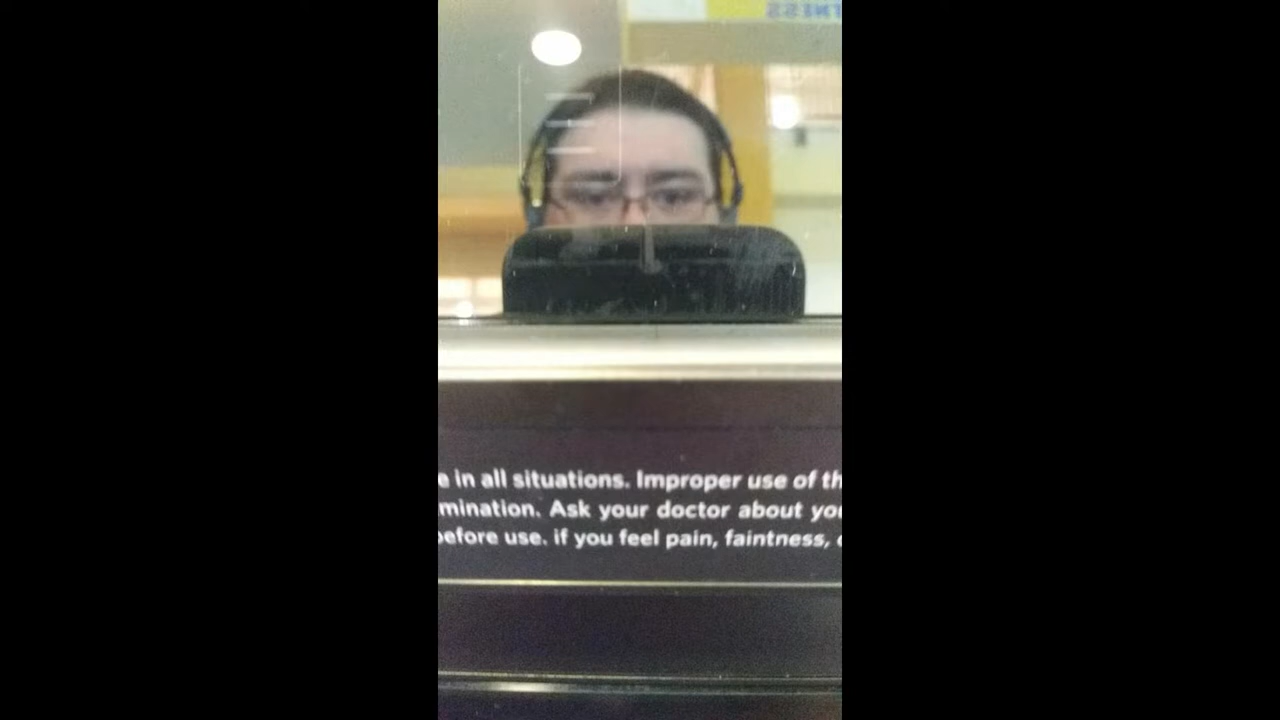 e in all situations. Improper use of th
mination. Ask your doctor about you
before use. if you feel pain, faintness,